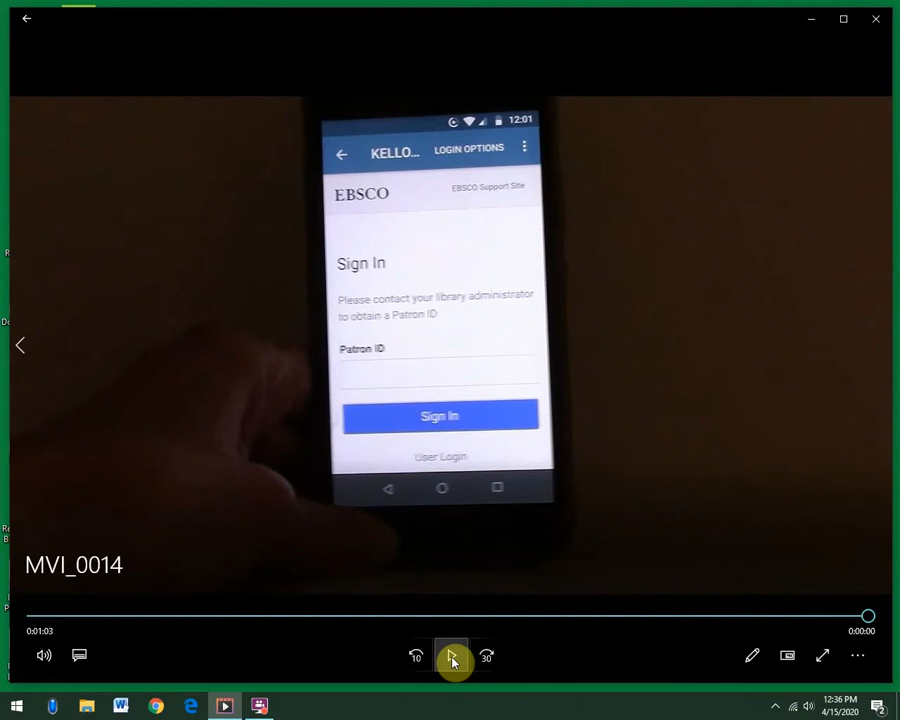 12:01
KELLO... LOGIN OPTIONS
EBSCO EBSCO Support Site
Sign In
Please contact your library administrator
to obtain a Patron ID
Patron ID
Sign In
User Login
MVI_0014
0:01:03 0:00:00
10 30
12:36 PM
4/15/2020
2